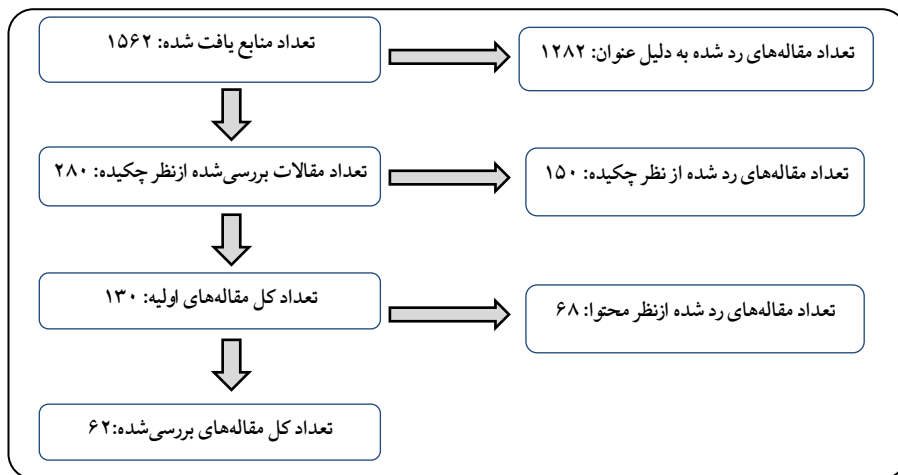 تعداد منابع یافت شده: ۱۵۶۲
تعداد مقاله‌های رد شده به دلیل عنوان: ۱۲۸۲
تعداد مقالات بررسی‌شده ازنظر چکیده: ۲۸۰
تعداد مقاله‌های رد شده از نظر چکیده: ۱۵۰
تعداد کل مقاله‌های اولیه: ۱۳۰
تعداد مقاله‌های رد شده ازنظر محتوا: ۶۸
تعداد کل مقاله‌های بررسی‌شده:۶۲